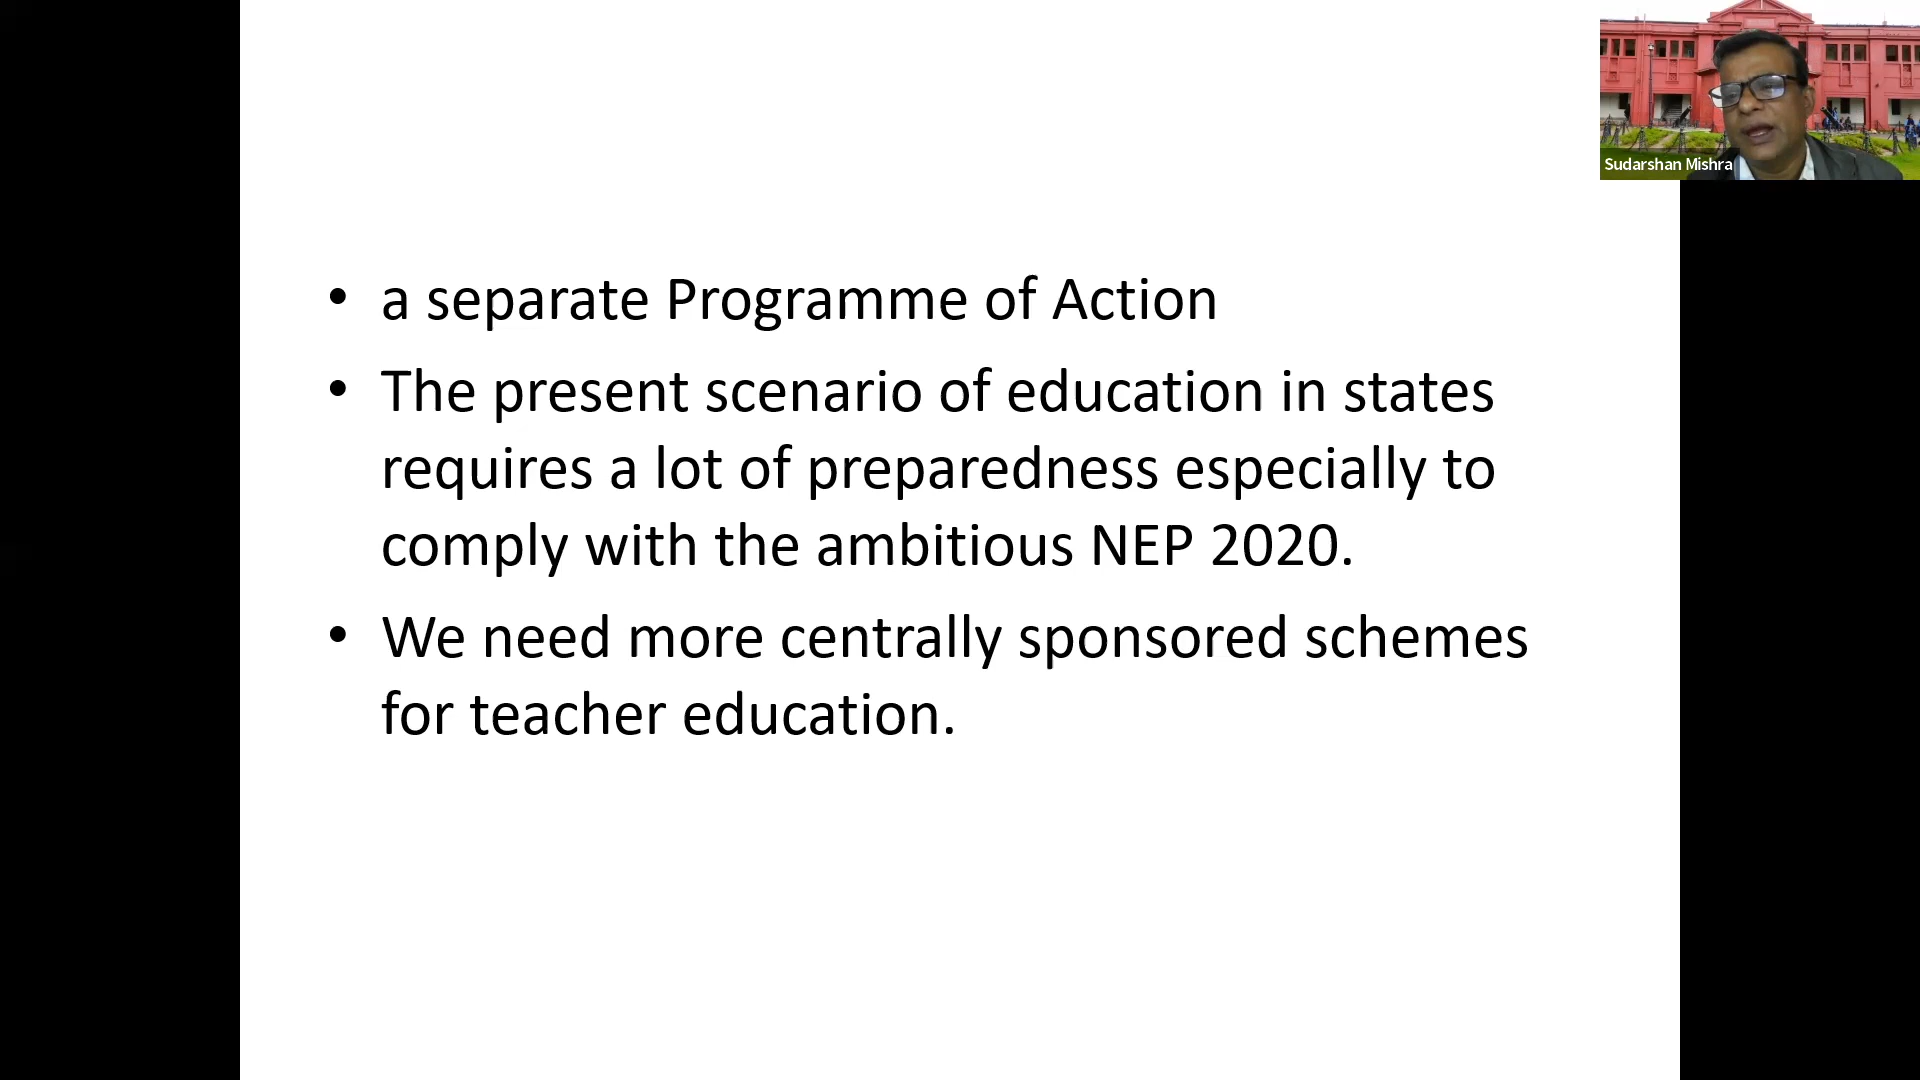 Sudarshan Mishra
• a separate Programme of Action
• The present scenario of education in states
requires a lot of preparedness especially to
comply with the ambitious NEP 2020.
• We need more centrally sponsored schemes
for teacher education.